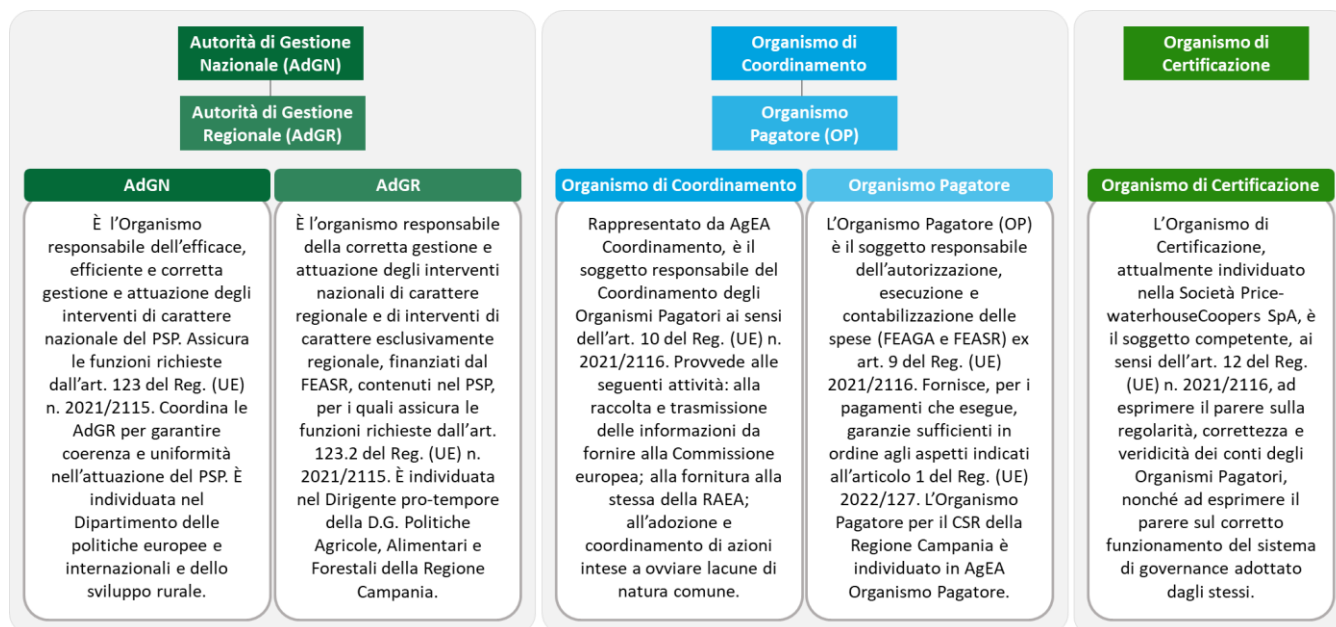 Autorità di Gestione
Nazionale (AdGN)
Autorità di Gestione
Regionale (AdGR)
Organismo di
Coordinamento
Organismo
Pagatore (OP)
Organismo di
Certificazione
AdGN
È l’Organismo
responsabile dell’efficace,
efficiente e corretta
gestione e attuazione degli
interventi di carattere
nazionale del PSP. Assicura
le funzioni richieste
dall’art. 123 del Reg. (UE)
n. 2021/2115. Coordina le
AdGR per garantire
coerenza e uniformità
nell’attuazione del PSP. È
individuata nel
Dipartimento delle
politiche europee e
internazionali e dello
sviluppo rurale.
AdGR
È l’organismo responsabile
della corretta gestione e
attuazione degli interventi
nazionali di carattere
regionale e di interventi di
carattere esclusivamente
regionale, finanziati dal
FEASR, contenuti nel PSP,
per i quali assicura le
funzioni richieste dall’art.
123.2 del Reg. (UE) n.
2021/2115. È individuata
nel Dirigente pro-tempore
della D.G. Politiche
Agricole, Alimentari e
Forestali della Regione
Campania.
Organismo di Coordinamento
Rappresentato da AgEA
Coordinamento, è il
soggetto responsabile del
Coordinamento degli
Organismi Pagatori ai sensi
dell’art. 10 del Reg. (UE) n.
2021/2116. Provvede alle
seguenti attività: alla
raccolta e trasmissione
delle informazioni da
fornire alla Commissione
europea; alla fornitura alla
stessa della RAEA;
all’adozione e
coordinamento di azioni
intese a ovviare lacune di
natura comune.
Organismo Pagatore
L’Organismo Pagatore (OP)
è il soggetto responsabile
dell’autorizzazione,
esecuzione e
contabilizzazione delle
spese (FEAGA e FEASR) ex
art. 9 del Reg. (UE)
2021/2116. Fornisce, per i
pagamenti che esegue,
garanzie sufficienti in
ordine agli aspetti indicati
all’articolo 1 del Reg. (UE)
2022/127. L’Organismo
Pagatore per il CSR della
Regione Campania è
individuato in AgEA
Organismo Pagatore.
Organismo di Certificazione
L’Organismo di
Certificazione,
attualmente individuato
nella Società Price-
waterhouseCoopers SpA, è
il soggetto competente, ai
sensi dell’art. 12 del Reg.
(UE) n. 2021/2116, ad
esprimere il parere sulla
regolarità, correttezza e
veridicità dei conti degli
Organismi Pagatori,
nonché ad esprimere il
parere sul corretto
funzionamento del sistema
di governance adottato
dagli stessi.